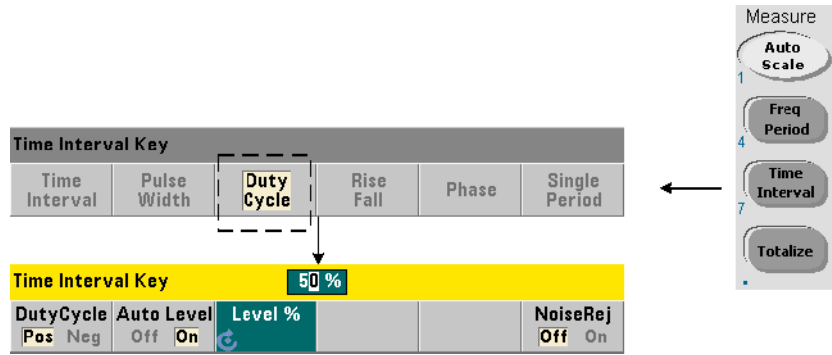 Measure
Auto
Scale
1
Freq
Period
4
Time
Interval
7
Totalize
Time Interval Key
Time Interval
Pulse Width
Duty Cycle
Rise Fall
Phase
Single Period
Time Interval Key
50 %
DutyCycle
Pos Neg
Auto Level
Off On
Level %
NoiseRej
Off On